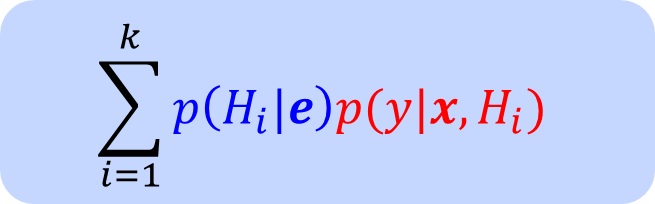 k
∑ p(H_i|e)p(y|x, H_i)
i=1